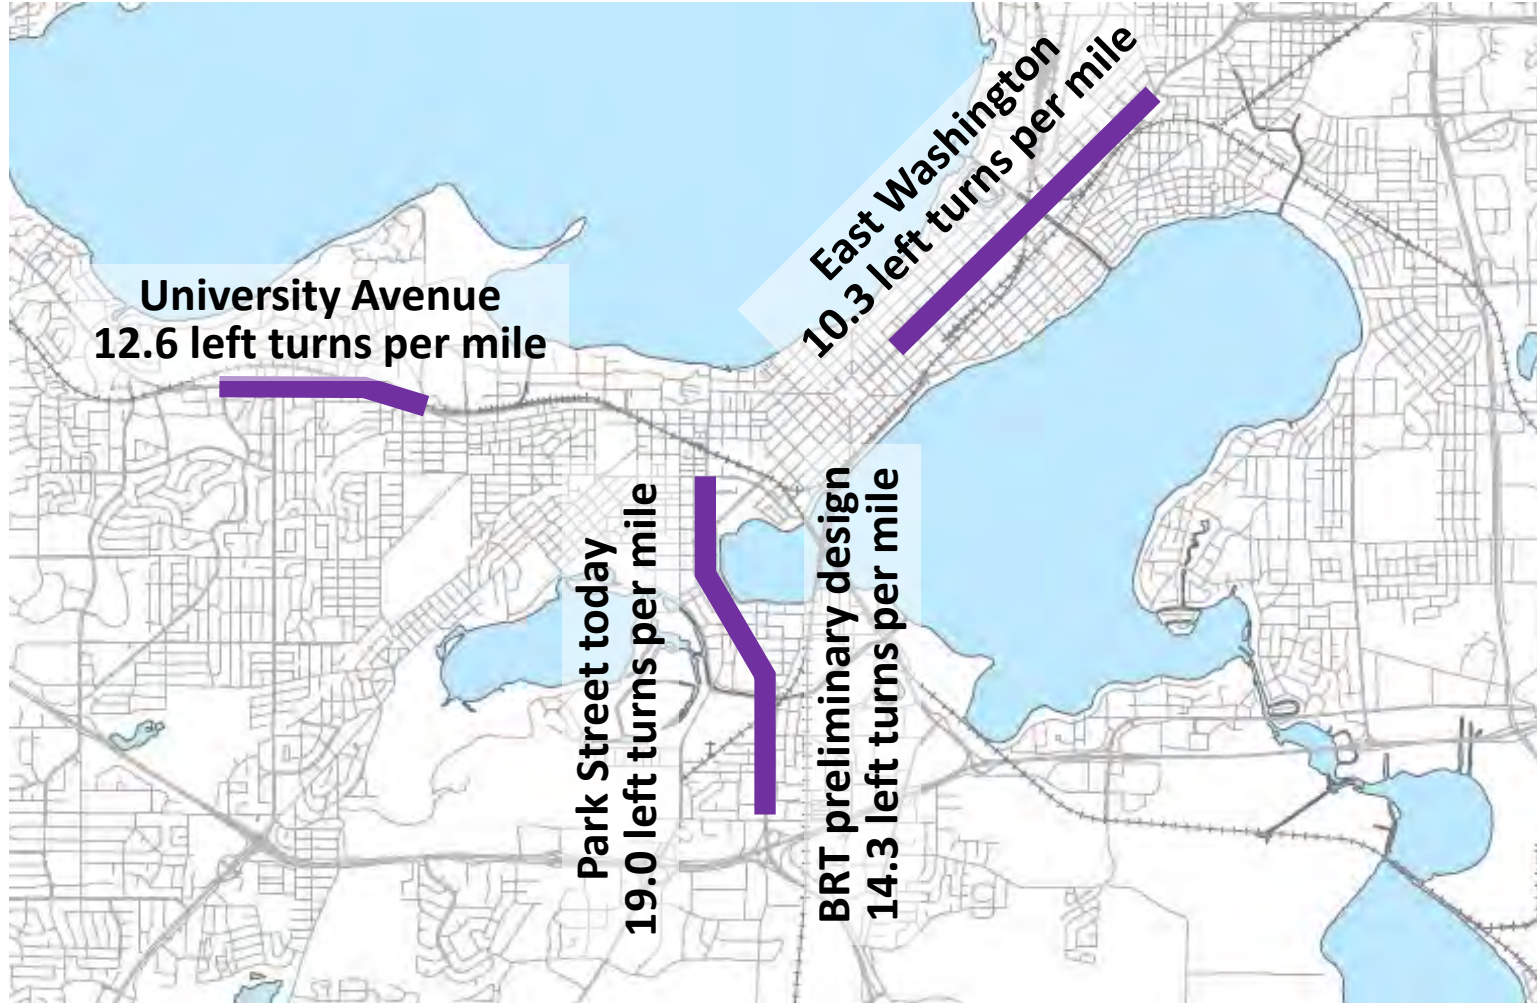 East Washington
10.3 left turns per mile
University Avenue
12.6 left turns per mile
Park Street today
19.0 left turns per mile
BRT preliminary design
14.3 left turns per mile